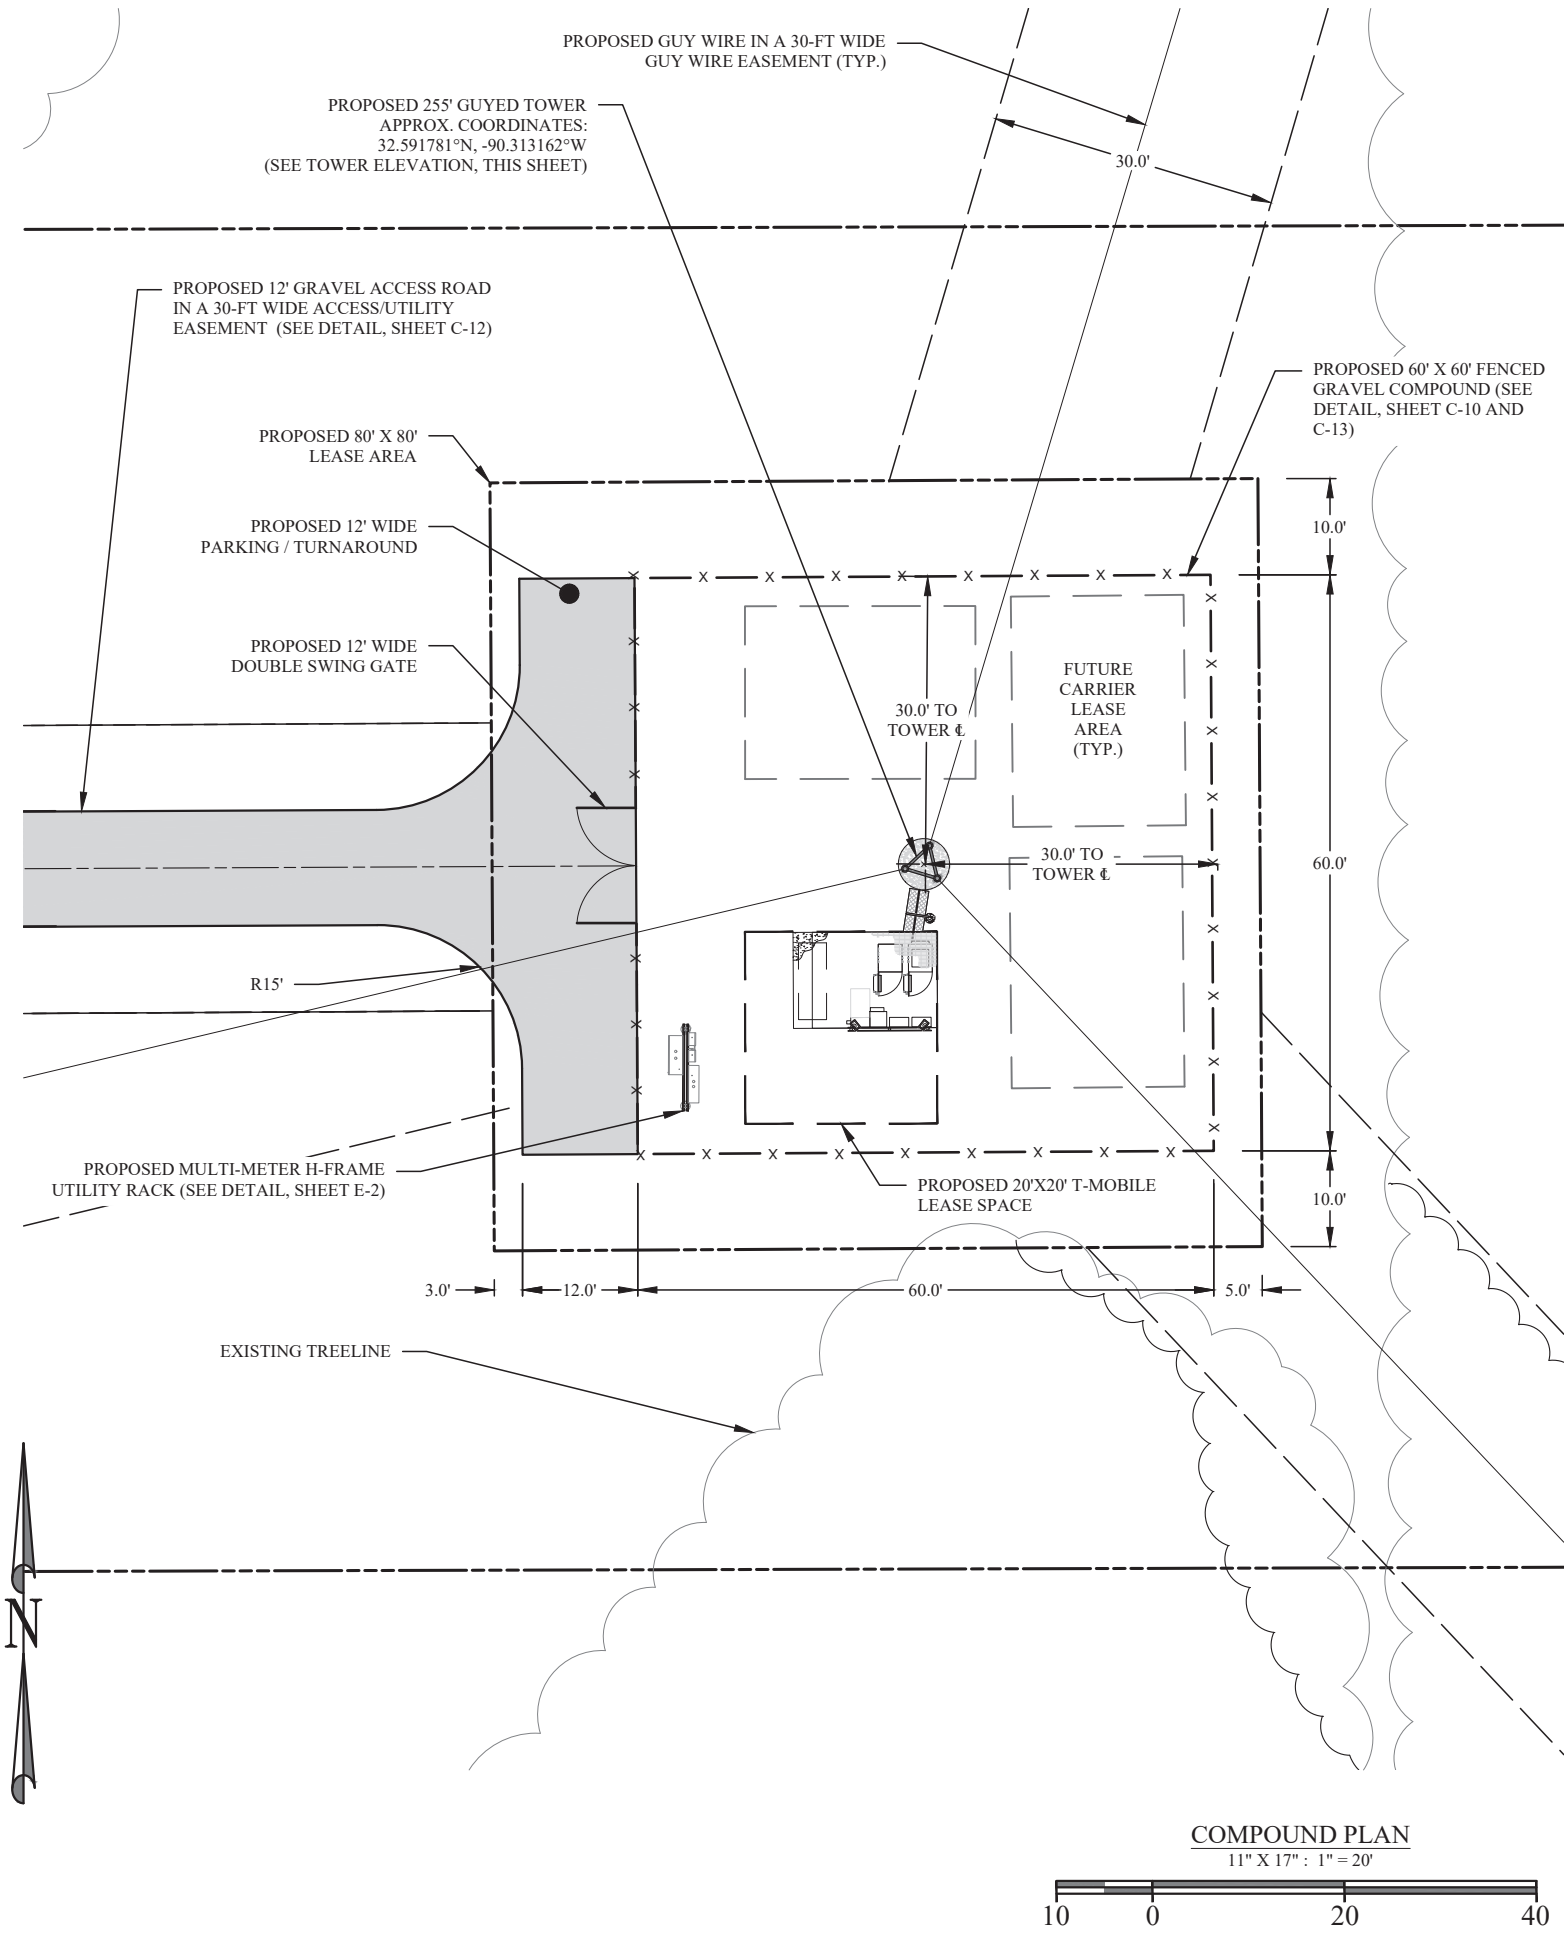 PROPOSED GUY WIRE IN A 30-FT WIDE
GUY WIRE EASEMENT (TYP.)
PROPOSED 255' GUYED TOWER
APPROX. COORDINATES:
32.591781°N, -90.313162°W
(SEE TOWER ELEVATION, THIS SHEET)
30.0'
PROPOSED 12' GRAVEL ACCESS ROAD
IN A 30-FT WIDE ACCESS/UTILITY
EASEMENT (SEE DETAIL, SHEET C-12)
PROPOSED 60' X 60' FENCED
GRAVEL COMPOUND (SEE
DETAIL, SHEET C-10 AND
C-13)
PROPOSED 80' X 80'
LEASE AREA
PROPOSED 12' WIDE
PARKING / TURNAROUND
10.0'
PROPOSED 12' WIDE
DOUBLE SWING GATE
FUTURE
CARRIER
LEASE
AREA
(TYP.)
30.0' TO
TOWER ℄
30.0' TO
TOWER ℄
60.0'
R15'
PROPOSED MULTI-METER H-FRAME
UTILITY RACK (SEE DETAIL, SHEET E-2)
PROPOSED 20'X20' T-MOBILE
LEASE SPACE
10.0'
3.0'
12.0'
60.0'
5.0'
EXISTING TREELINE
N
COMPOUND PLAN
11" X 17" : 1" = 20'
10 0 20 40